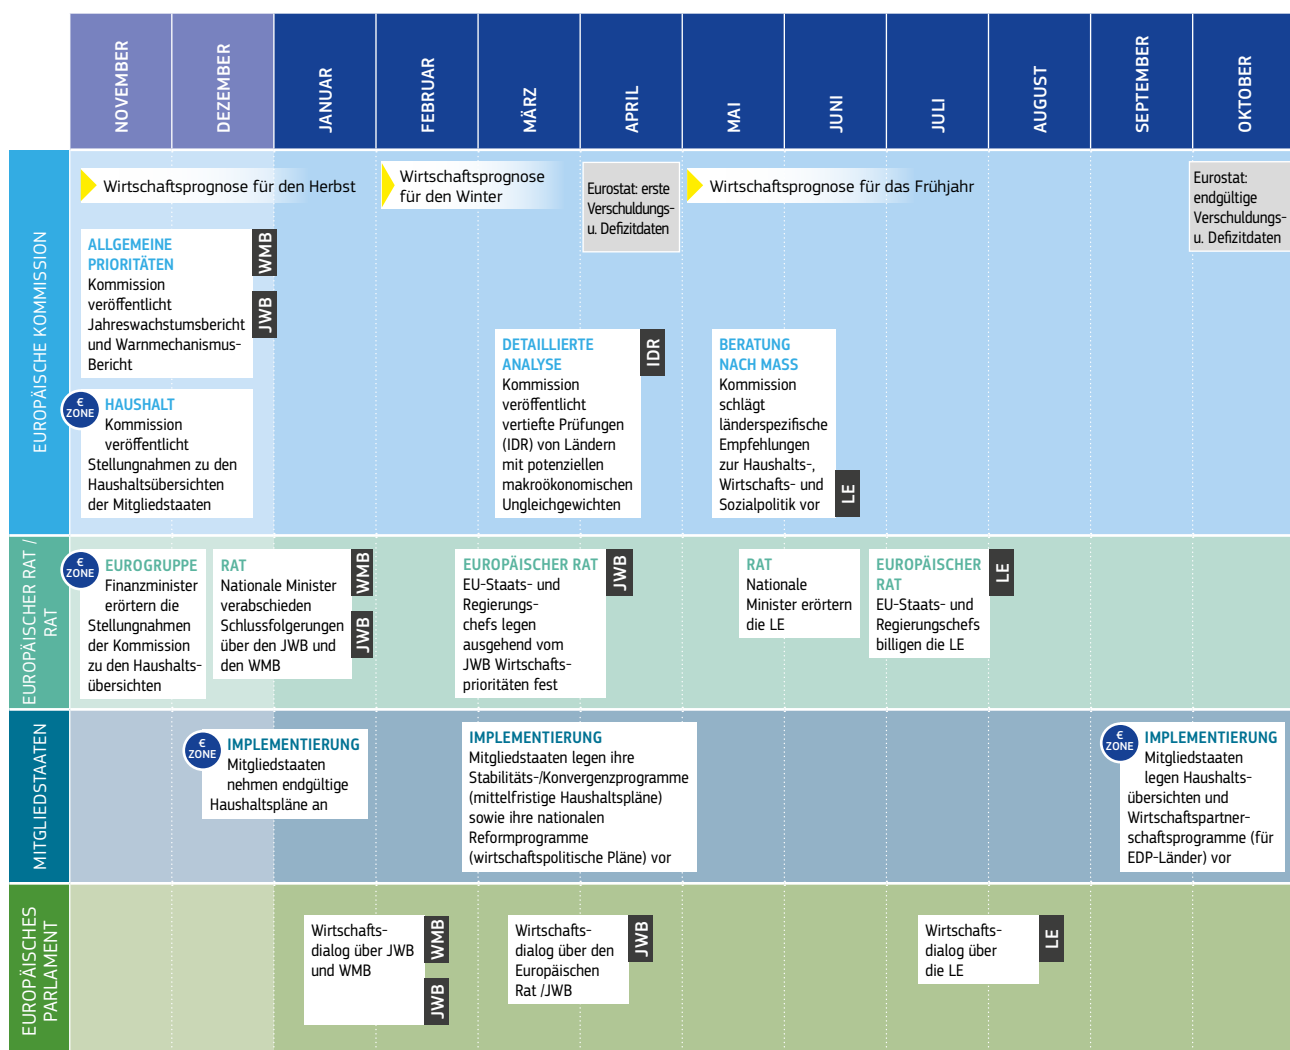 NOVEMBER
DEZEMBER
JANUAR
FEBRUAR
MÄRZ
APRIL
MAI
JUNI
JULI
AUGUST
SEPTEMBER
OKTOBER
EUROPÄISCHE KOMMISSION
Wirtschaftsprognose für den Herbst
Wirtschaftsprognose
für den Winter
Eurostat: erste
Verschuldungs-
u. Defizitdaten
Wirtschaftsprognose für das Frühjahr
Eurostat:
endgültige
Verschuldungs-
u. Defizitdaten
ALLGEMEINE
PRIORITÄTEN
Kommission
veröffentlicht
Jahreswachstumsbericht
und Warnmechanismus-
Bericht
WMB
JWB
€
ZONE
HAUSHALT
Kommission
veröffentlicht
Stellungnahmen zu den
Haushaltsübersichten
der Mitgliedstaaten
DETAILLIERTE
ANALYSE
Kommission
veröffentlicht
vertiefte Prüfungen
(IDR) von Ländern
mit potenziellen
makroökonomischen
Ungleichgewichten
IDR
BERATUNG
NACH MASS
Kommission
schlägt
länderspezifische
Empfehlungen
zur Haushalts-,
Wirtschafts- und
Sozialpolitik vor
LE
EUROPÄISCHER RAT /
RAT
€
ZONE
EUROGRUPPE
Finanzminister
erörtern die
Stellungnahmen
der Kommission
zu den Haushalts-
übersichten
RAT
Nationale Minister
verabschieden
Schlussfolgerungen
über den JWB und
den WMB
WMB
JWB
EUROPÄISCHER RAT
EU-Staats- und
Regierungs-
chefs legen
ausgehend vom
JWB Wirtschafts-
prioritäten fest
JWB
RAT
Nationale
Minister erörtern
die LE
EUROPÄISCHER
RAT
EU-Staats- und
Regierungschefs
billigen die LE
LE
MITGLIEDSTAATEN
€
ZONE
IMPLEMENTIERUNG
Mitgliedstaaten
nehmen endgültige
Haushaltspläne an
IMPLEMENTIERUNG
Mitgliedstaaten legen ihre
Stabilitäts-/Konvergenzprogramme
(mittelfristige Haushaltspläne)
sowie ihre nationalen
Reformprogramme
(wirtschaftspolitische Pläne) vor
€
ZONE
IMPLEMENTIERUNG
Mitgliedstaaten
legen Haushalts-
übersichten und
Wirtschaftspartner-
schaftsprogramme (für
EDP-Länder) vor
EUROPÄISCHES
PARLAMENT
Wirtschafts-
dialog über JWB
und WMB
WMB
JWB
Wirtschafts-
dialog über den
Europäischen
Rat /JWB
JWB
Wirtschafts-
dialog über
die LE
LE